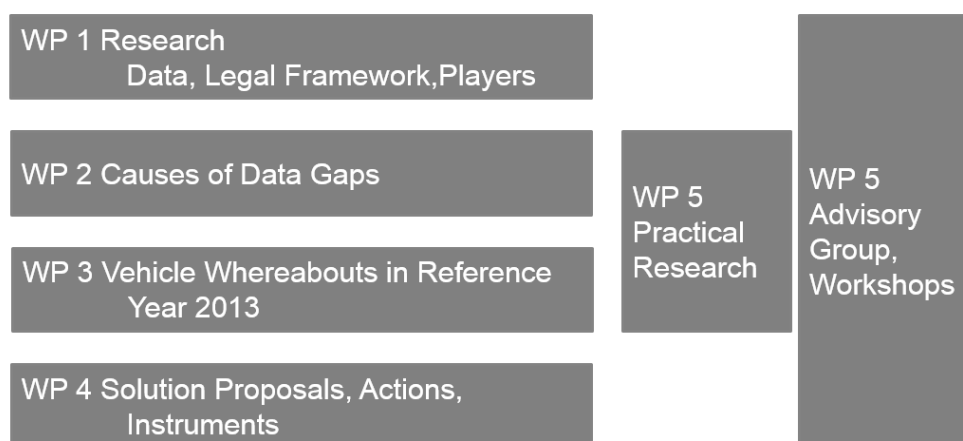 WP 1 Research
Data, Legal Framework,Players
WP 2 Causes of Data Gaps
WP 3 Vehicle Whereabouts in Reference
Year 2013
WP 4 Solution Proposals, Actions,
Instruments
WP 5
Practical
Research
WP 5
Advisory
Group,
Workshops